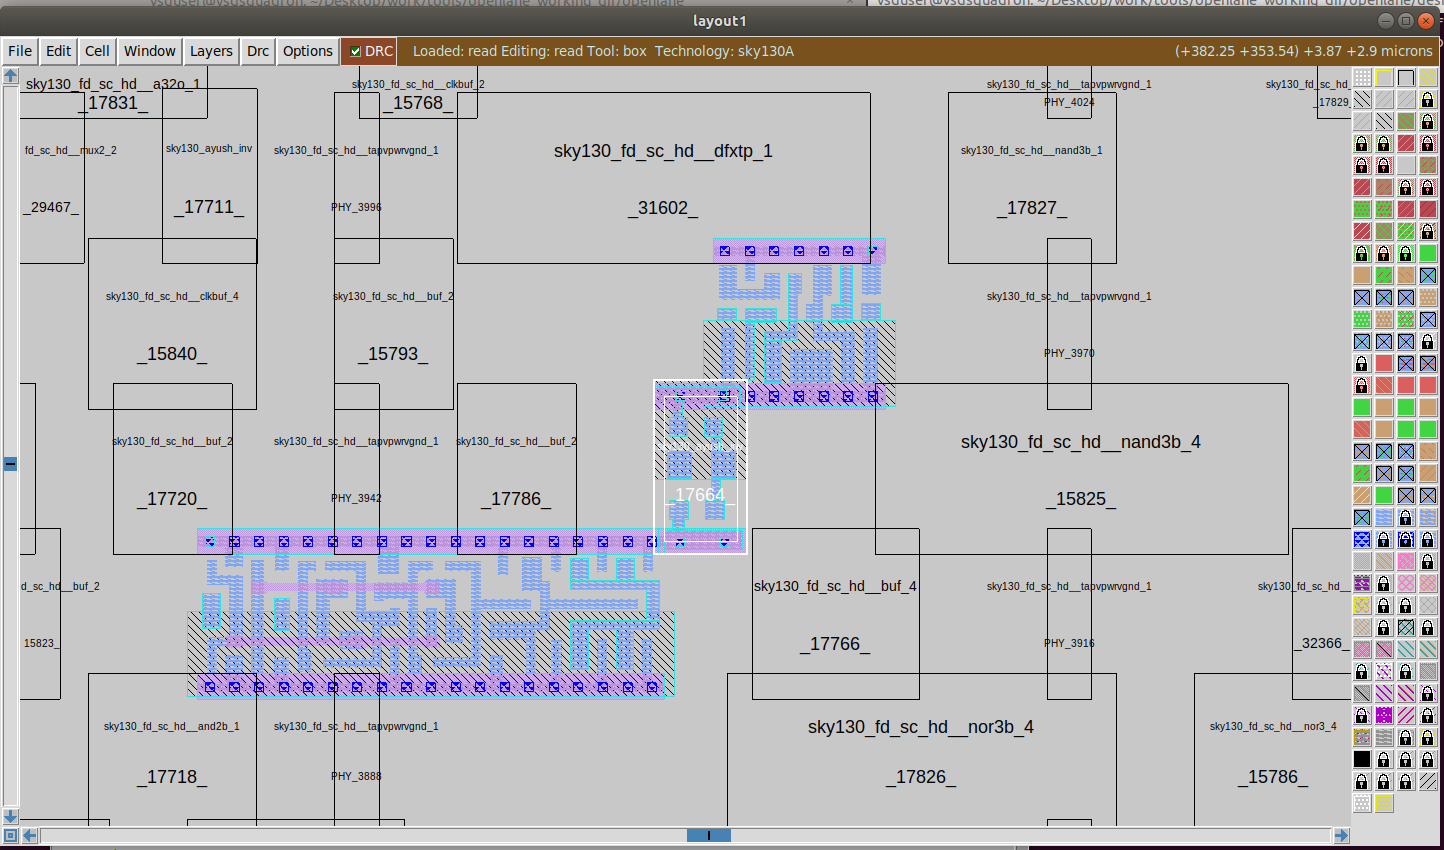 layout1
File Edit Cell Window Layers Drc Options DRC Loaded: read Editing: read Tool: box Technology: sky130A (+382.25 +353.54) +3.87 +2.9 microns
sky130_fd_sc_hd__a32o_1 sky130_fd_sc_hd__clkbuf_2 sky130_fd_sc_hd__tapvpwrvgnd_1 sky130_fd_sc_hd
_17831_ _15768_ PHY_4024 _17829_
fd_sc_hd__mux2_2 sky130_ayush_inv sky130_fd_sc_hd__tapvpwrvgnd_1 sky130_fd_sc_hd__dfxtp_1 sky130_fd_sc_hd__nand3b_1
_29467_ _17711_ PHY_3996 _31602_ _17827_
sky130_fd_sc_hd__clkbuf_4 sky130_fd_sc_hd__buf_2 sky130_fd_sc_hd__tapvpwrvgnd_1
_15840_ _15793_ PHY_3970
sky130_fd_sc_hd__buf_2 sky130_fd_sc_hd__tapvpwrvgnd_1 sky130_fd_sc_hd__buf_2 sky130_fd_sc_hd__nand3b_4
_17720_ PHY_3942 _17786_ _17664_ _15825_
d_sc_hd__buf_2 sky130_fd_sc_hd__buf_4 sky130_fd_sc_hd__tapvpwrvgnd_1 sky130_fd_sc_hd__
15823_ _17766_ PHY_3916 _32366_
sky130_fd_sc_hd__and2b_1 sky130_fd_sc_hd__tapvpwrvgnd_1 sky130_fd_sc_hd__nor3b_4 sky130_fd_sc_hd__nor3_4
_17718_ PHY_3888 _17826_ _15786_